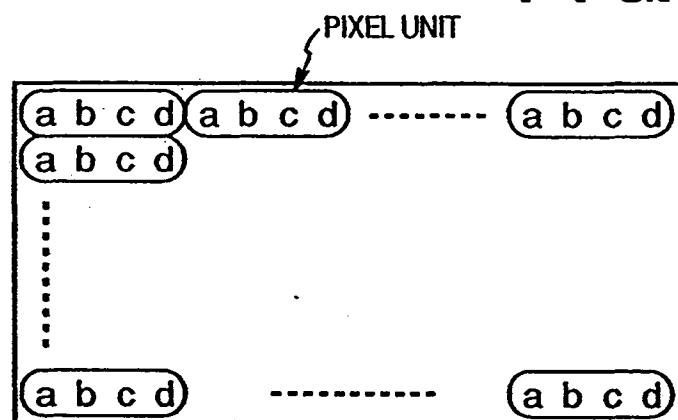 PIXEL UNIT
a b c d a b c d -------- a b c d
a b c d
a b c d ----------- a b c d